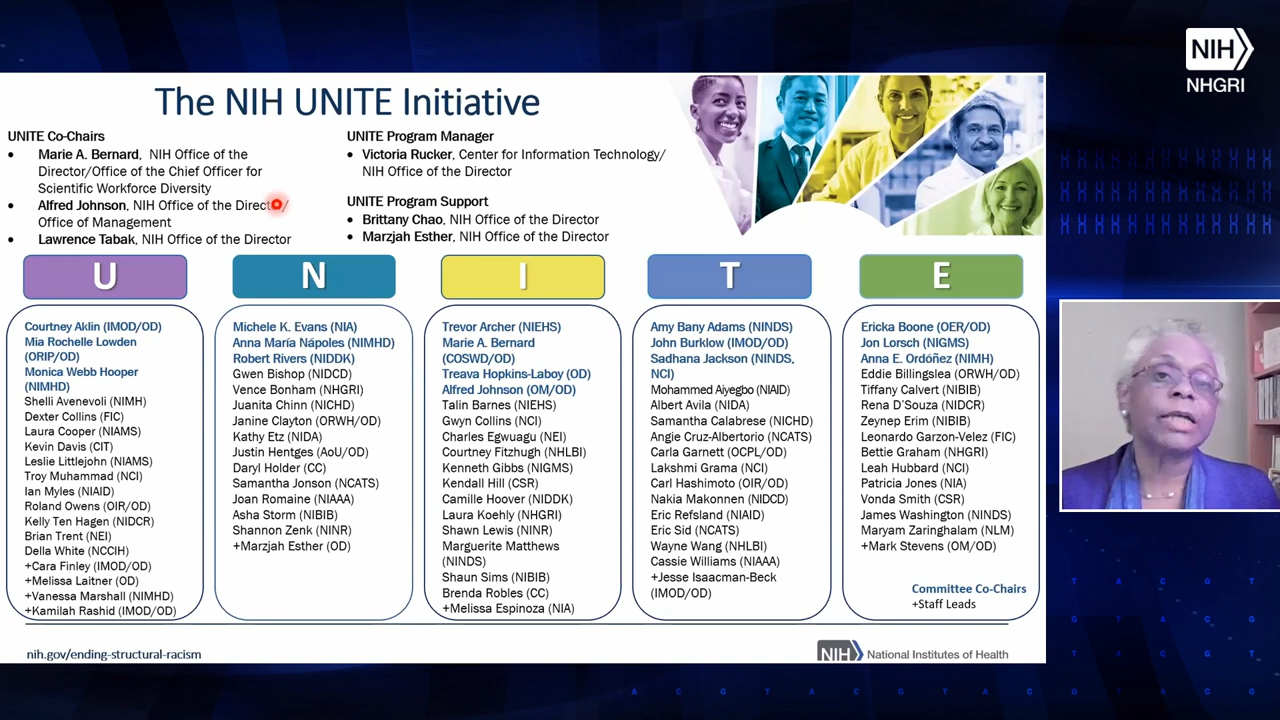 NIH
NHGRI
The NIH UNITE Initiative
UNITE Co-Chairs
• Marie A. Bernard, NIH Office of the
Director/Office of the Chief Officer for
Scientific Workforce Diversity
• Alfred Johnson, NIH Office of the Director/
Office of Management
• Lawrence Tabak, NIH Office of the Director
UNITE Program Manager
• Victoria Rucker, Center for Information Technology/
NIH Office of the Director
UNITE Program Support
• Brittany Chao, NIH Office of the Director
• Marzjah Esther, NIH Office of the Director
U
Courtney Aklin (IMOD/OD)
Mia Rochelle Lowden
(ORIP/OD)
Monica Webb Hooper
(NIMHD)
Shelli Avenevoli (NIMH)
Dexter Collins (FIC)
Laura Cooper (NIAMS)
Kevin Davis (CIT)
Leslie Littlejohn (NIAMS)
Troy Muhammad (NCI)
Ian Myles (NIAID)
Roland Owens (OIR/OD)
Kelly Ten Hagen (NIDCR)
Brian Trent (NEI)
Della White (NCCIH)
+Cara Finley (IMOD/OD)
+Melissa Laitner (OD)
+Vanessa Marshall (NIMHD)
+Kamilah Rashid (IMOD/OD)
N
Michele K. Evans (NIA)
Anna María Nápoles (NIMHD)
Robert Rivers (NIDDK)
Gwen Bishop (NIDCD)
Vence Bonham (NHGRI)
Juanita Chinn (NICHD)
Janine Clayton (ORWH/OD)
Kathy Etz (NIDA)
Justin Hentges (AoU/OD)
Daryl Holder (CC)
Samantha Jonson (NCATS)
Joan Romaine (NIAAA)
Asha Storm (NIBIB)
Shannon Zenk (NINR)
+Marzjah Esther (OD)
I
Trevor Archer (NIEHS)
Marie A. Bernard
(COSWD/OD)
Treava Hopkins-Laboy (OD)
Alfred Johnson (OM/OD)
Talin Barnes (NIEHS)
Gwyn Collins (NCI)
Charles Egwuagu (NEI)
Courtney Fitzhugh (NHLBI)
Kenneth Gibbs (NIGMS)
Kendall Hill (CSR)
Camille Hoover (NIDDK)
Laura Koehly (NHGRI)
Shawn Lewis (NINR)
Marguerite Matthews
(NINDS)
Shaun Sims (NIBIB)
Brenda Robles (CC)
+Melissa Espinoza (NIA)
T
Amy Bany Adams (NINDS)
John Burklow (IMOD/OD)
Sadhana Jackson (NINDS,
NCI)
Mohammed Aiyegbo (NIAID)
Albert Avila (NIDA)
Samantha Calabrese (NICHD)
Angie Cruz-Albertorio (NCATS)
Carla Garnett (OCPL/OD)
Lakshmi Grama (NCI)
Carl Hashimoto (OIR/OD)
Nakia Makonnen (NIDCD)
Eric Refsland (NIAID)
Eric Sid (NCATS)
Wayne Wang (NHLBI)
Cassie Williams (NIAAA)
+Jesse Isaacman-Beck
(IMOD/OD)
E
Ericka Boone (OER/OD)
Jon Lorsch (NIGMS)
Anna E. Ordóñez (NIMH)
Eddie Billingslea (ORWH/OD)
Tiffany Calvert (NIBIB)
Rena D'Souza (NIDCR)
Zeynep Erim (NIBIB)
Leonardo Garzon-Velez (FIC)
Bettie Graham (NHGRI)
Leah Hubbard (NCI)
Patricia Jones (NIA)
Vonda Smith (CSR)
James Washington (NINDS)
Maryam Zaringhalam (NLM)
+Mark Stevens (OM/OD)
Committee Co-Chairs
+Staff Leads
nih.gov/ending-structural-racism
NIH National Institutes of Health